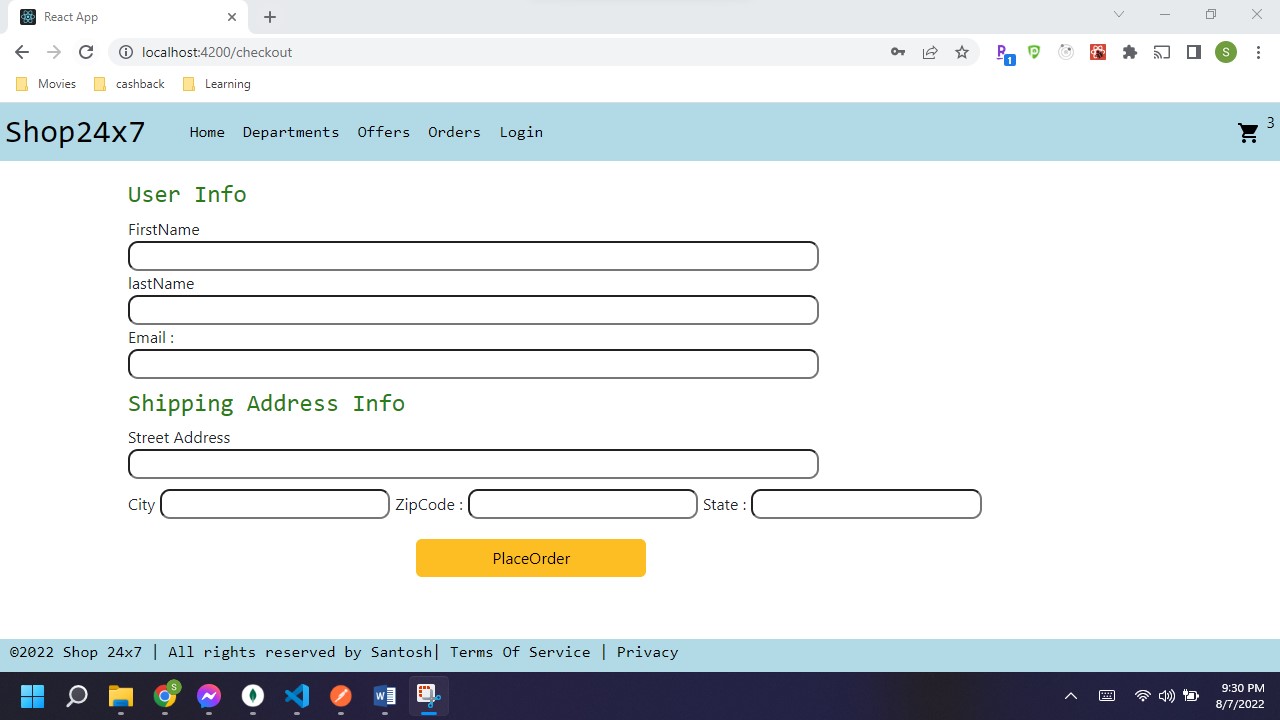 React App
localhost:4200/checkout
S
1
Movies cashback Learning
Shop24x7 Home Departments Offers Orders Login 3
User Info
FirstName
lastName
Email :
Shipping Address Info
Street Address
City ZipCode : State :
PlaceOrder
©2022 Shop 24x7 | All rights reserved by Santosh| Terms Of Service | Privacy
S
9:30 PM
8/7/2022